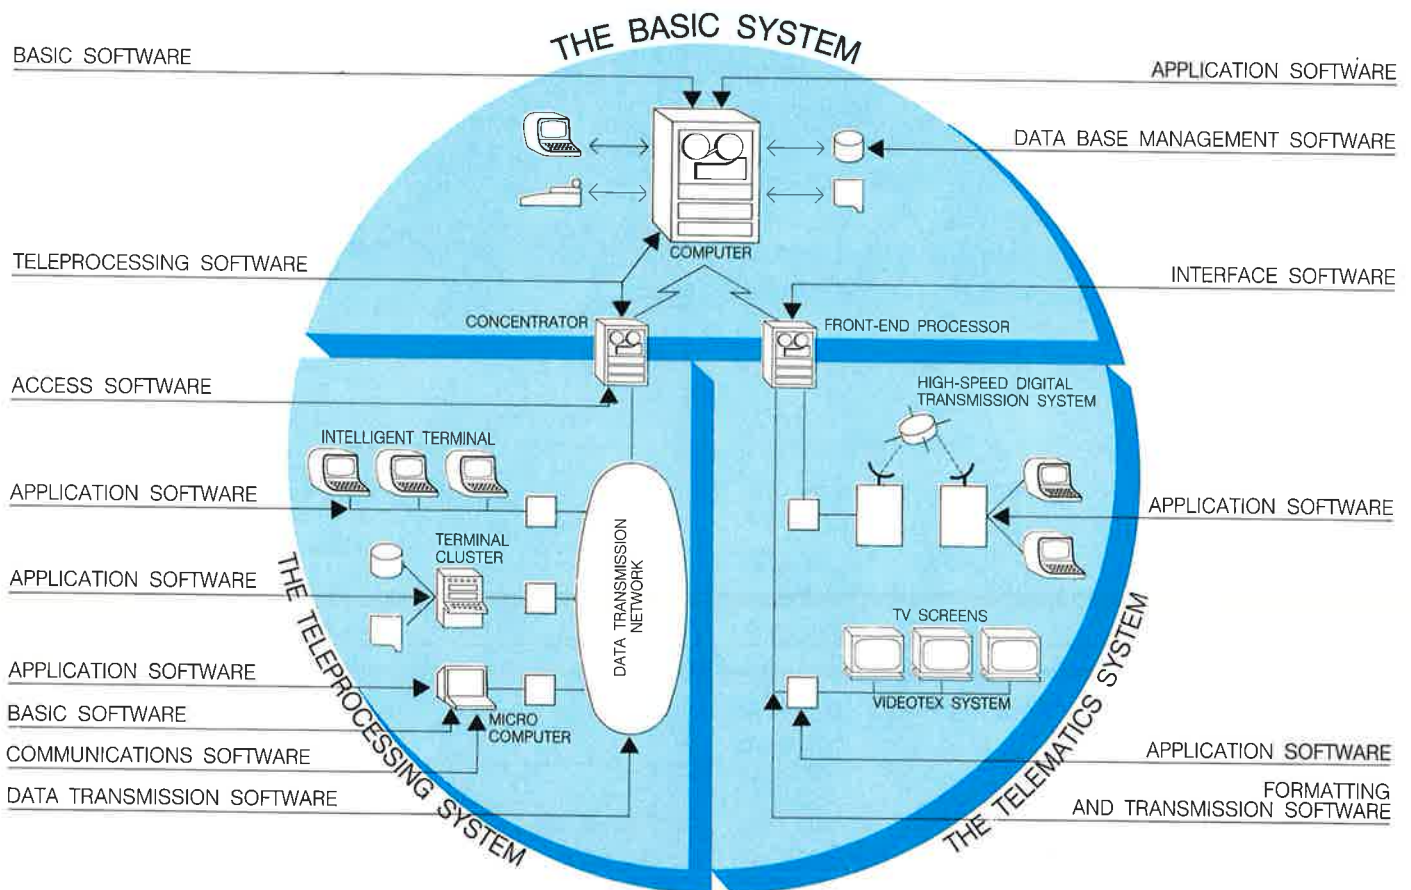 THE BASIC SYSTEM
BASIC SOFTWARE
APPLICATION SOFTWARE
DATA BASE MANAGEMENT SOFTWARE
COMPUTER
TELEPROCESSING SOFTWARE
INTERFACE SOFTWARE
CONCENTRATOR
FRONT-END PROCESSOR
ACCESS SOFTWARE
HIGH-SPEED DIGITAL
TRANSMISSION SYSTEM
INTELLIGENT TERMINAL
APPLICATION SOFTWARE
APPLICATION SOFTWARE
TERMINAL
CLUSTER
APPLICATION SOFTWARE
DATA TRANSMISSION
NETWORK
TV SCREENS
VIDEOTEX SYSTEM
APPLICATION SOFTWARE
BASIC SOFTWARE
MICRO
COMPUTER
COMMUNICATIONS SOFTWARE
DATA TRANSMISSION SOFTWARE
APPLICATION SOFTWARE
FORMATTING
AND TRANSMISSION SOFTWARE
THE TELEPROCESSING SYSTEM
THE TELEMATICS SYSTEM